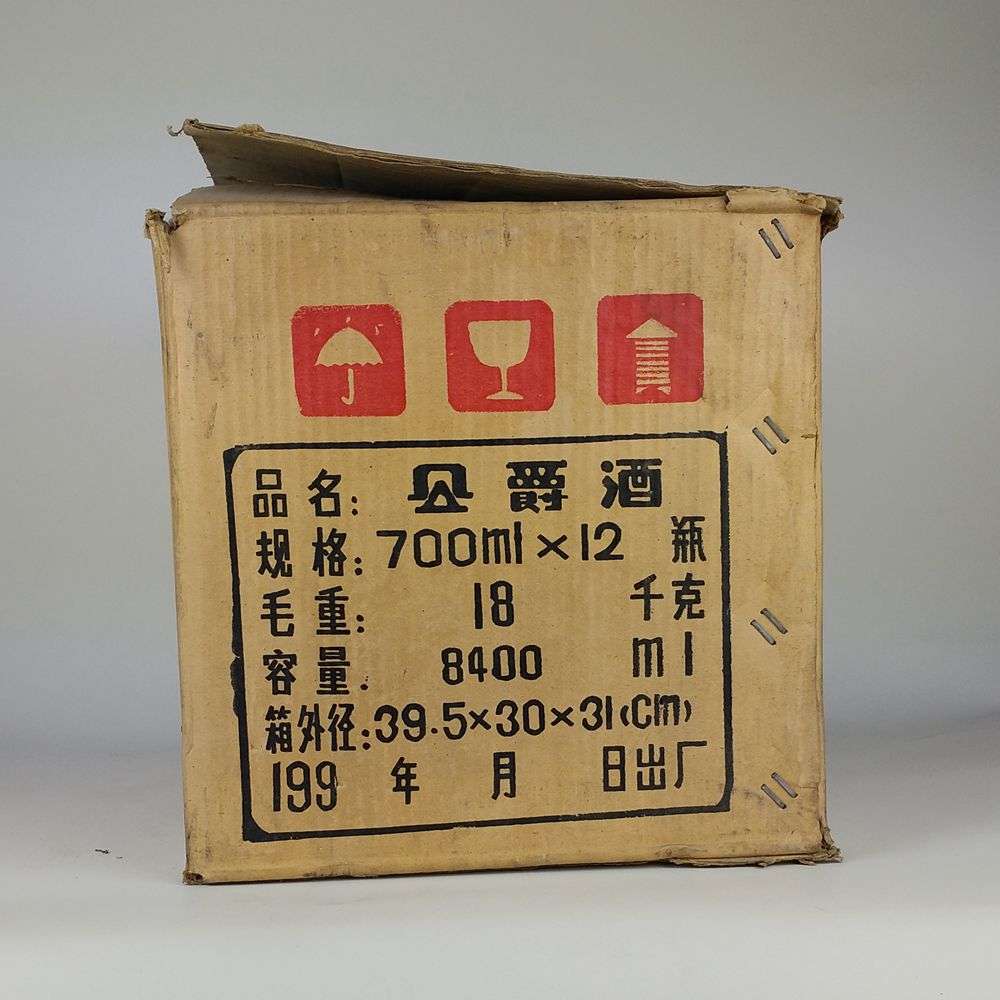 品名: 公爵酒
规格: 700ml×12 瓶
毛重: 18 千克
容量: 8400 ml
箱外径: 39.5×30×31(cm)
199 年 月 日出厂